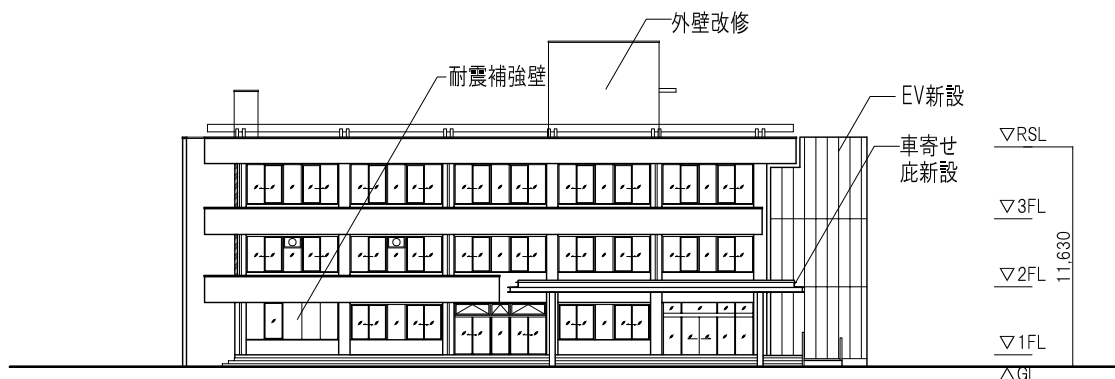 外壁改修
耐震補強壁
EV新設
車寄せ
庇新設
▽RSL
▽3FL
11,630
▽2FL
▽1FL
△GL